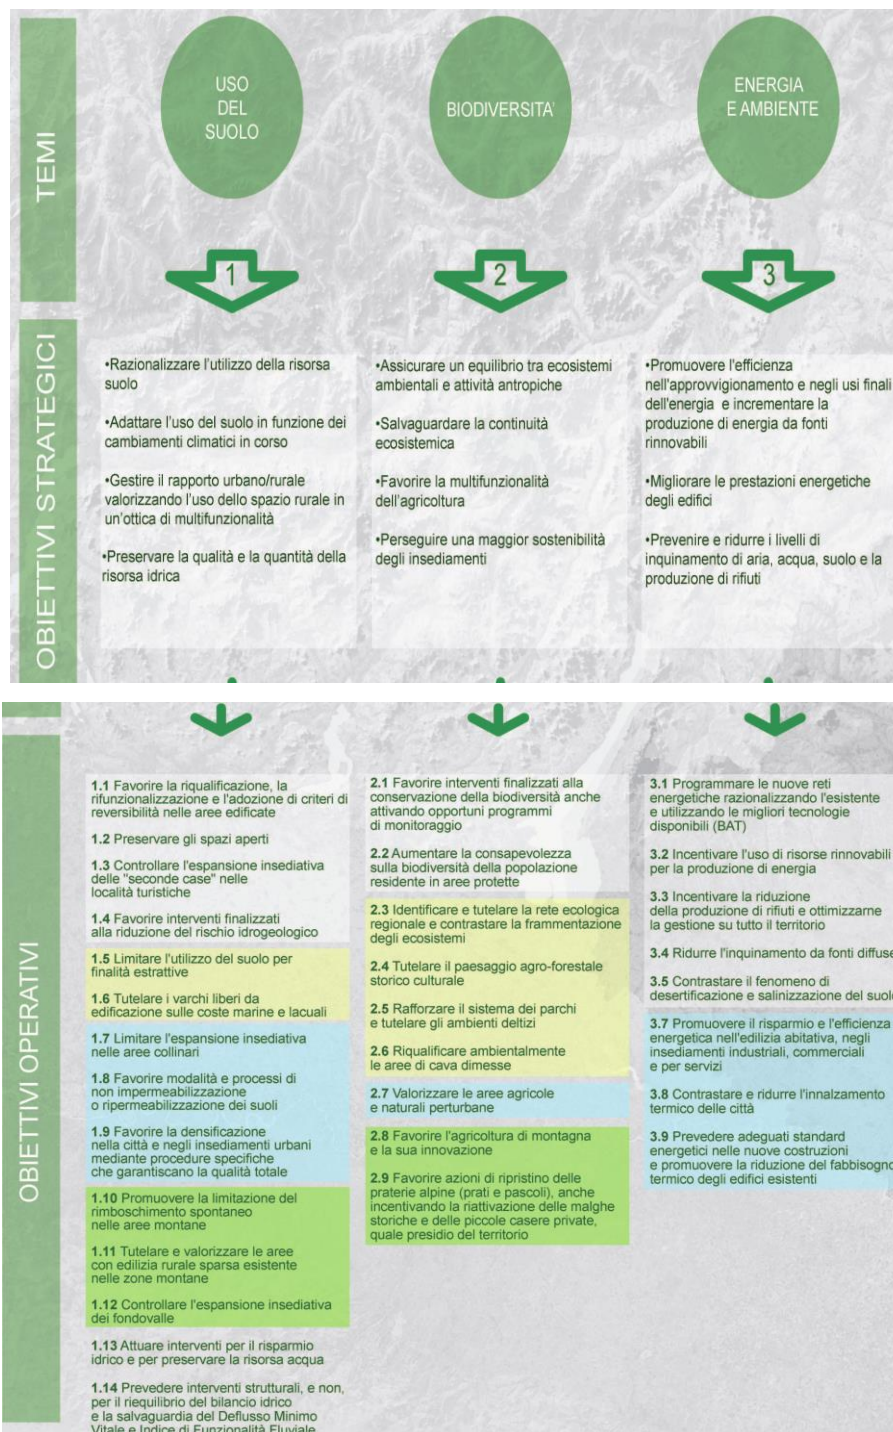 TEMI
USO
DEL
SUOLO
BIODIVERSITA'
ENERGIA
E AMBIENTE
1
2
3
OBIETTIVI STRATEGICI
•Razionalizzare l'utilizzo della risorsa
suolo
•Adattare l'uso del suolo in funzione dei
cambiamenti climatici in corso
•Gestire il rapporto urbano/rurale
valorizzando l'uso dello spazio rurale in
un'ottica di multifunzionalità
•Preservare la qualità e la quantità della
risorsa idrica
•Assicurare un equilibrio tra ecosistemi
ambientali e attività antropiche
•Salvaguardare la continuità
ecosistemica
•Favorire la multifunzionalità
dell'agricoltura
•Perseguire una maggior sostenibilità
degli insediamenti
•Promuovere l'efficienza
nell'approvvigionamento e negli usi finali
dell'energia e incrementare la
produzione di energia da fonti
rinnovabili
•Migliorare le prestazioni energetiche
degli edifici
•Prevenire e ridurre i livelli di
inquinamento di aria, acqua, suolo e la
produzione di rifiuti
OBIETTIVI OPERATIVI
1.1 Favorire la riqualificazione, la
rifunzionalizzazione e l'adozione di criteri di
reversibilità nelle aree edificate
1.2 Preservare gli spazi aperti
1.3 Controllare l'espansione insediativa
delle "seconde case" nelle
località turistiche
1.4 Favorire interventi finalizzati
alla riduzione del rischio idrogeologico
1.5 Limitare l'utilizzo del suolo per
finalità estrattive
1.6 Tutelare i varchi liberi da
edificazione sulle coste marine e lacuali
1.7 Limitare l'espansione insediativa
nelle aree collinari
1.8 Favorire modalità e processi di
non impermeabilizzazione
o ripermeabilizzazione dei suoli
1.9 Favorire la densificazione
nella città e negli insediamenti urbani
mediante procedure specifiche
che garantiscano la qualità totale
1.10 Promuovere la limitazione del
rimboschimento spontaneo
nelle aree montane
1.11 Tutelare e valorizzare le aree
con edilizia rurale sparsa esistente
nelle zone montane
1.12 Controllare l'espansione insediativa
dei fondovalle
1.13 Attuare interventi per il risparmio
idrico e per preservare la risorsa acqua
1.14 Prevedere interventi strutturali, e non,
per il riequilibrio del bilancio idrico
e la salvaguardia del Deflusso Minimo
Vitale e Indice di Funzionalità Fluviale
2.1 Favorire interventi finalizzati alla
conservazione della biodiversità anche
attivando opportuni programmi
di monitoraggio
2.2 Aumentare la consapevolezza
sulla biodiversità della popolazione
residente in aree protette
2.3 Identificare e tutelare la rete ecologica
regionale e contrastare la frammentazione
degli ecosistemi
2.4 Tutelare il paesaggio agro-forestale
storico culturale
2.5 Rafforzare il sistema dei parchi
e tutelare gli ambienti deltizi
2.6 Riqualificare ambientalmente
le aree di cava dimesse
2.7 Valorizzare le aree agricole
e naturali perturbane
2.8 Favorire l'agricoltura di montagna
e la sua innovazione
2.9 Favorire azioni di ripristino delle
praterie alpine (prati e pascoli), anche
incentivando la riattivazione delle malghe
storiche e delle piccole casere private,
quale presidio del territorio
3.1 Programmare le nuove reti
energetiche razionalizzando l'esistente
e utilizzando le migliori tecnologie
disponibili (BAT)
3.2 Incentivare l'uso di risorse rinnovabili
per la produzione di energia
3.3 Incentivare la riduzione
della produzione di rifiuti e ottimizzarne
la gestione su tutto il territorio
3.4 Ridurre l'inquinamento da fonti diffuse
3.5 Contrastare il fenomeno di
desertificazione e salinizzazione del suolo
3.7 Promuovere il risparmio e l'efficienza
energetica nell'edilizia abitativa, negli
insediamenti industriali, commerciali
e per servizi
3.8 Contrastare e ridurre l'innalzamento
termico delle città
3.9 Prevedere adeguati standard
energetici nelle nuove costruzioni
e promuovere la riduzione del fabbisogno
termico degli edifici esistenti